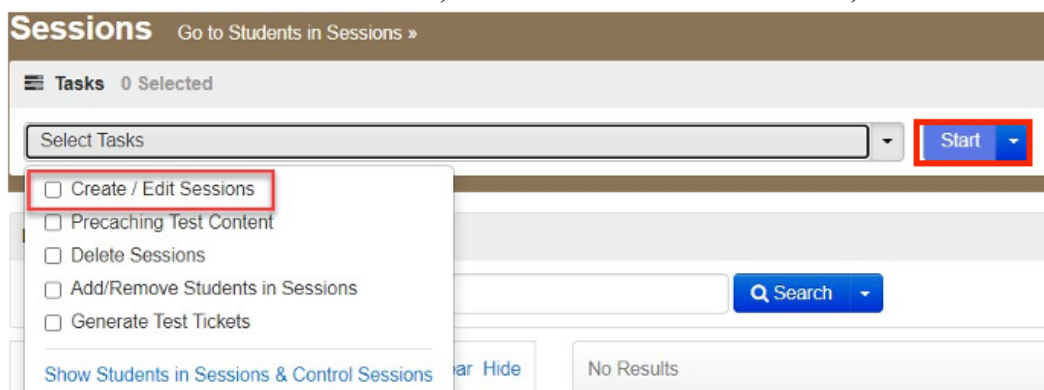 Sessions Go to Students in Sessions »
Tasks 0 Selected
Select Tasks
Start
Create / Edit Sessions
Precaching Test Content
Delete Sessions
Add/Remove Students in Sessions
Generate Test Tickets
Search
Show Students in Sessions & Control Sessions
Hide
No Results